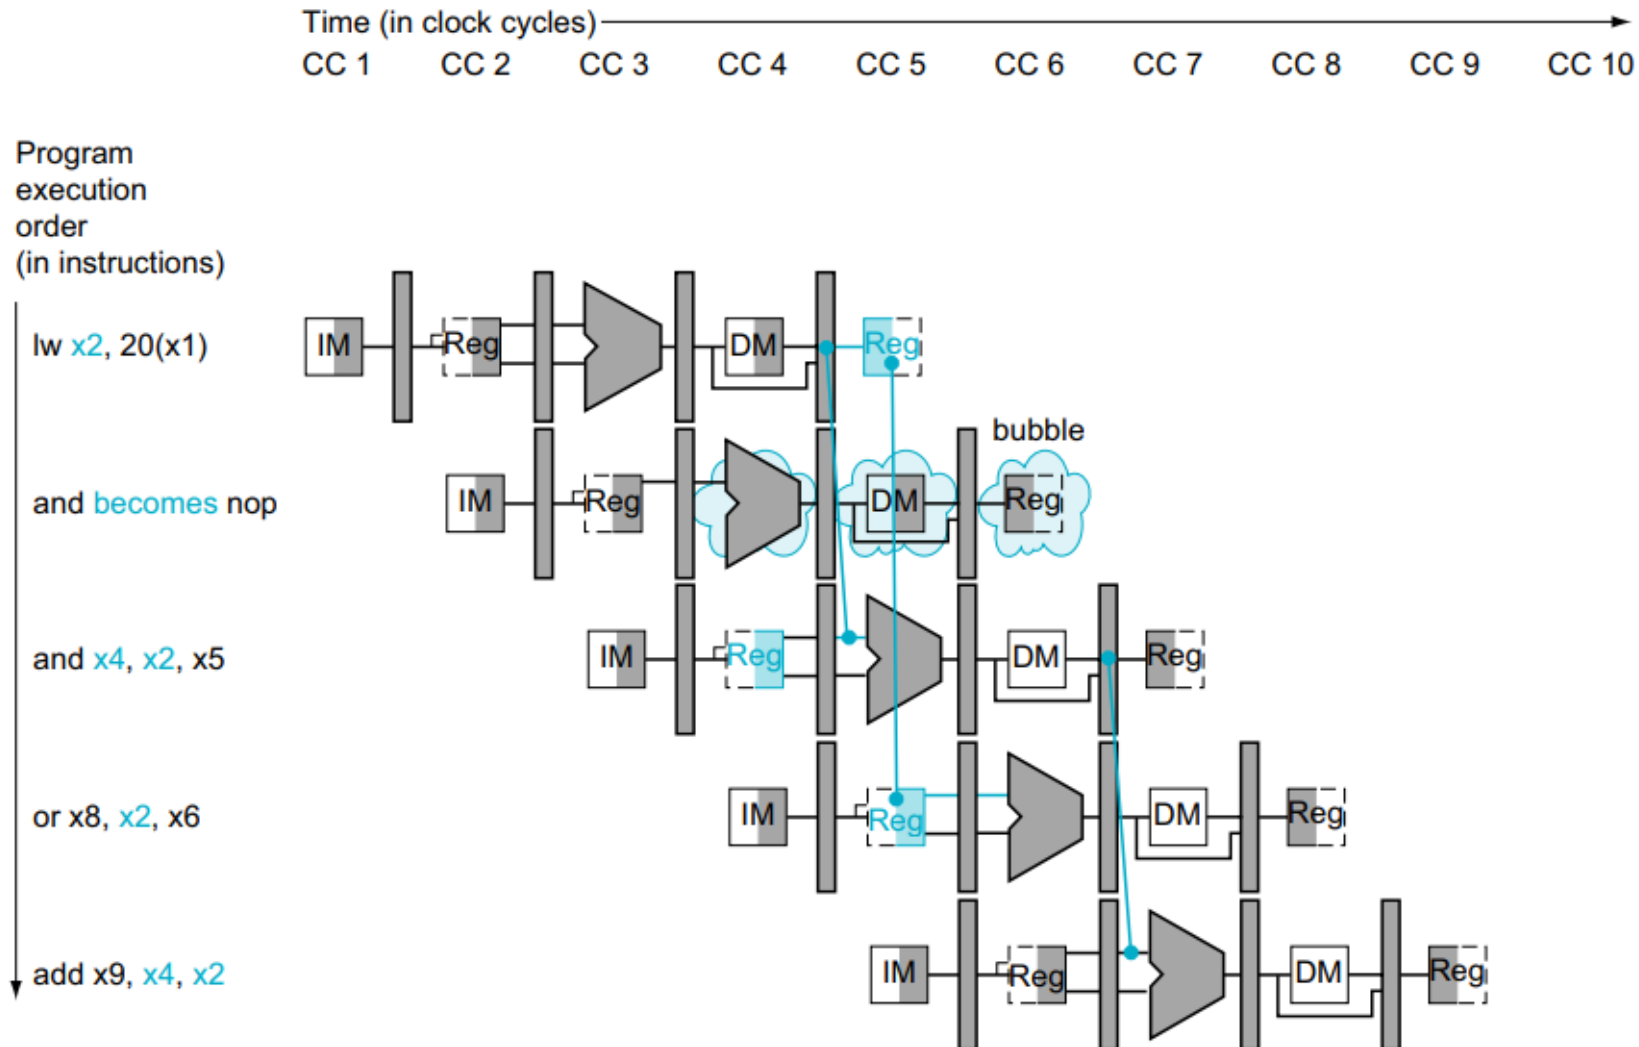 Time (in clock cycles)
CC 1 CC 2 CC 3 CC 4 CC 5 CC 6 CC 7 CC 8 CC 9 CC 10
Program
execution
order
(in instructions)
lw x2, 20(x1)
IM Reg DM Reg
bubble
and becomes nop
IM Reg DM Reg
and x4, x2, x5
IM Reg DM Reg
or x8, x2, x6
IM Reg DM Reg
add x9, x4, x2
IM Reg DM Reg